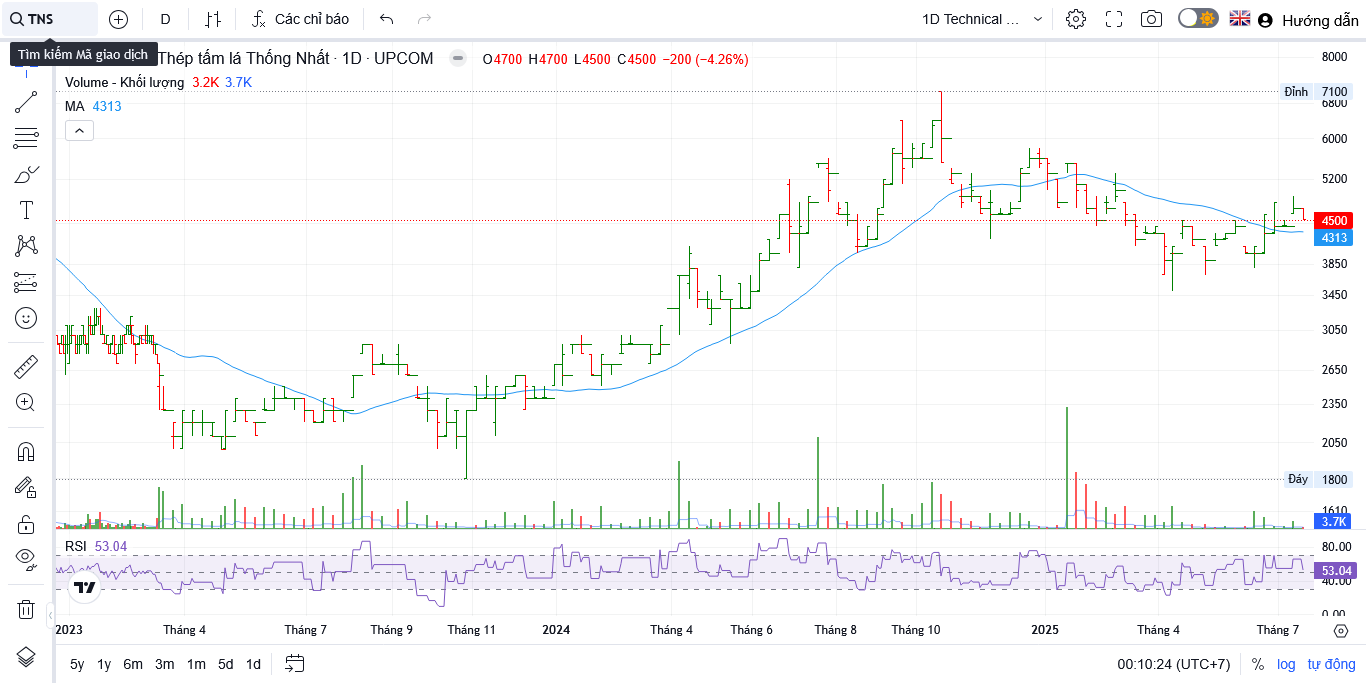 TNS
D
Các chỉ báo
1D Technical ...
Hướng dẫn
Tìm kiếm Mã giao dịch
Thép tấm lá Thống Nhất · 1D · UPCOM
O4700 H4700 L4500 C4500 −200 (−4.26%)
Volume - Khối lượng 3.2K 3.7K
MA 4313
8000
Đỉnh 7100
6800
6000
5200
4500
4313
3850
3450
3050
2650
2350
2050
Đáy 1800
1610
3.7K
RSI 53.04
80.00
53.04
40.00
0.00
2023 Tháng 4 Tháng 7 Tháng 9 Tháng 11 2024 Tháng 4 Tháng 6 Tháng 8 Tháng 10 2025 Tháng 4 Tháng 7
5y 1y 6m 3m 1m 5d 1d
00:10:24 (UTC+7) % log tự động